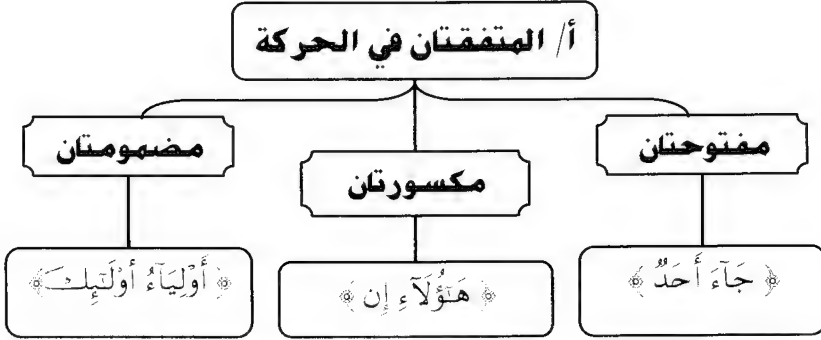 أ/ المتفقتان في الحركة
مفتوحتان
مكسورتان
مضمومتان
﴿ جَآءَ أَحَدٌ ﴾
﴿ هَٰٓؤُلَآءِ إِن ﴾
﴿ أَوْلِيَآءُ أُوْلَٰٓئِكَ ﴾